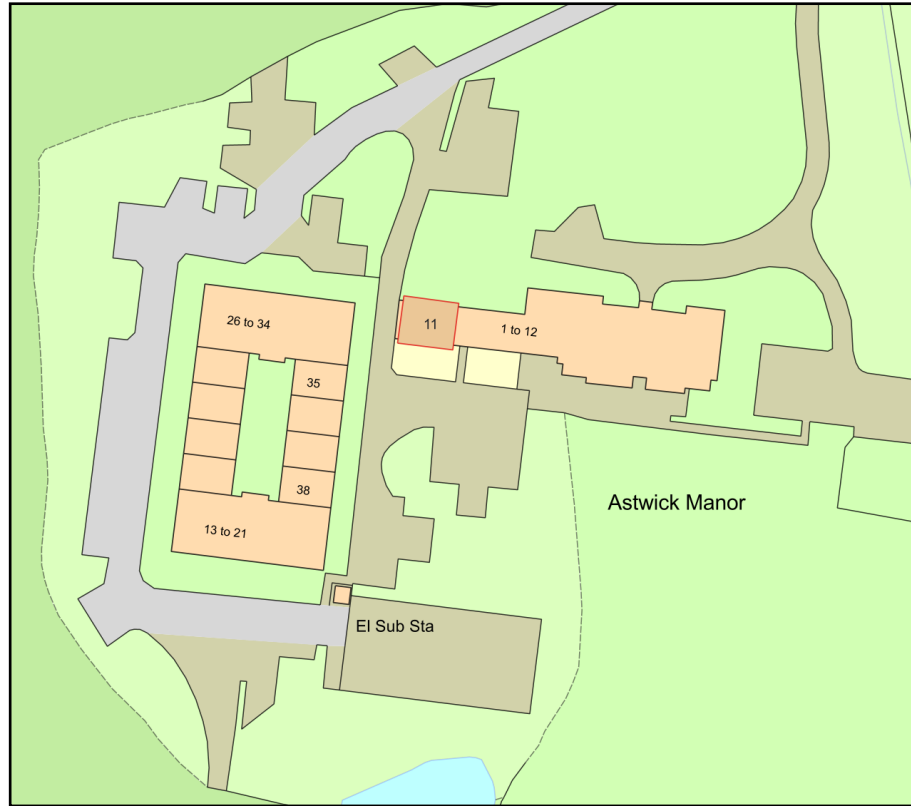 26 to 34
11
1 to 12
35
38
13 to 21
Astwick Manor
El Sub Sta